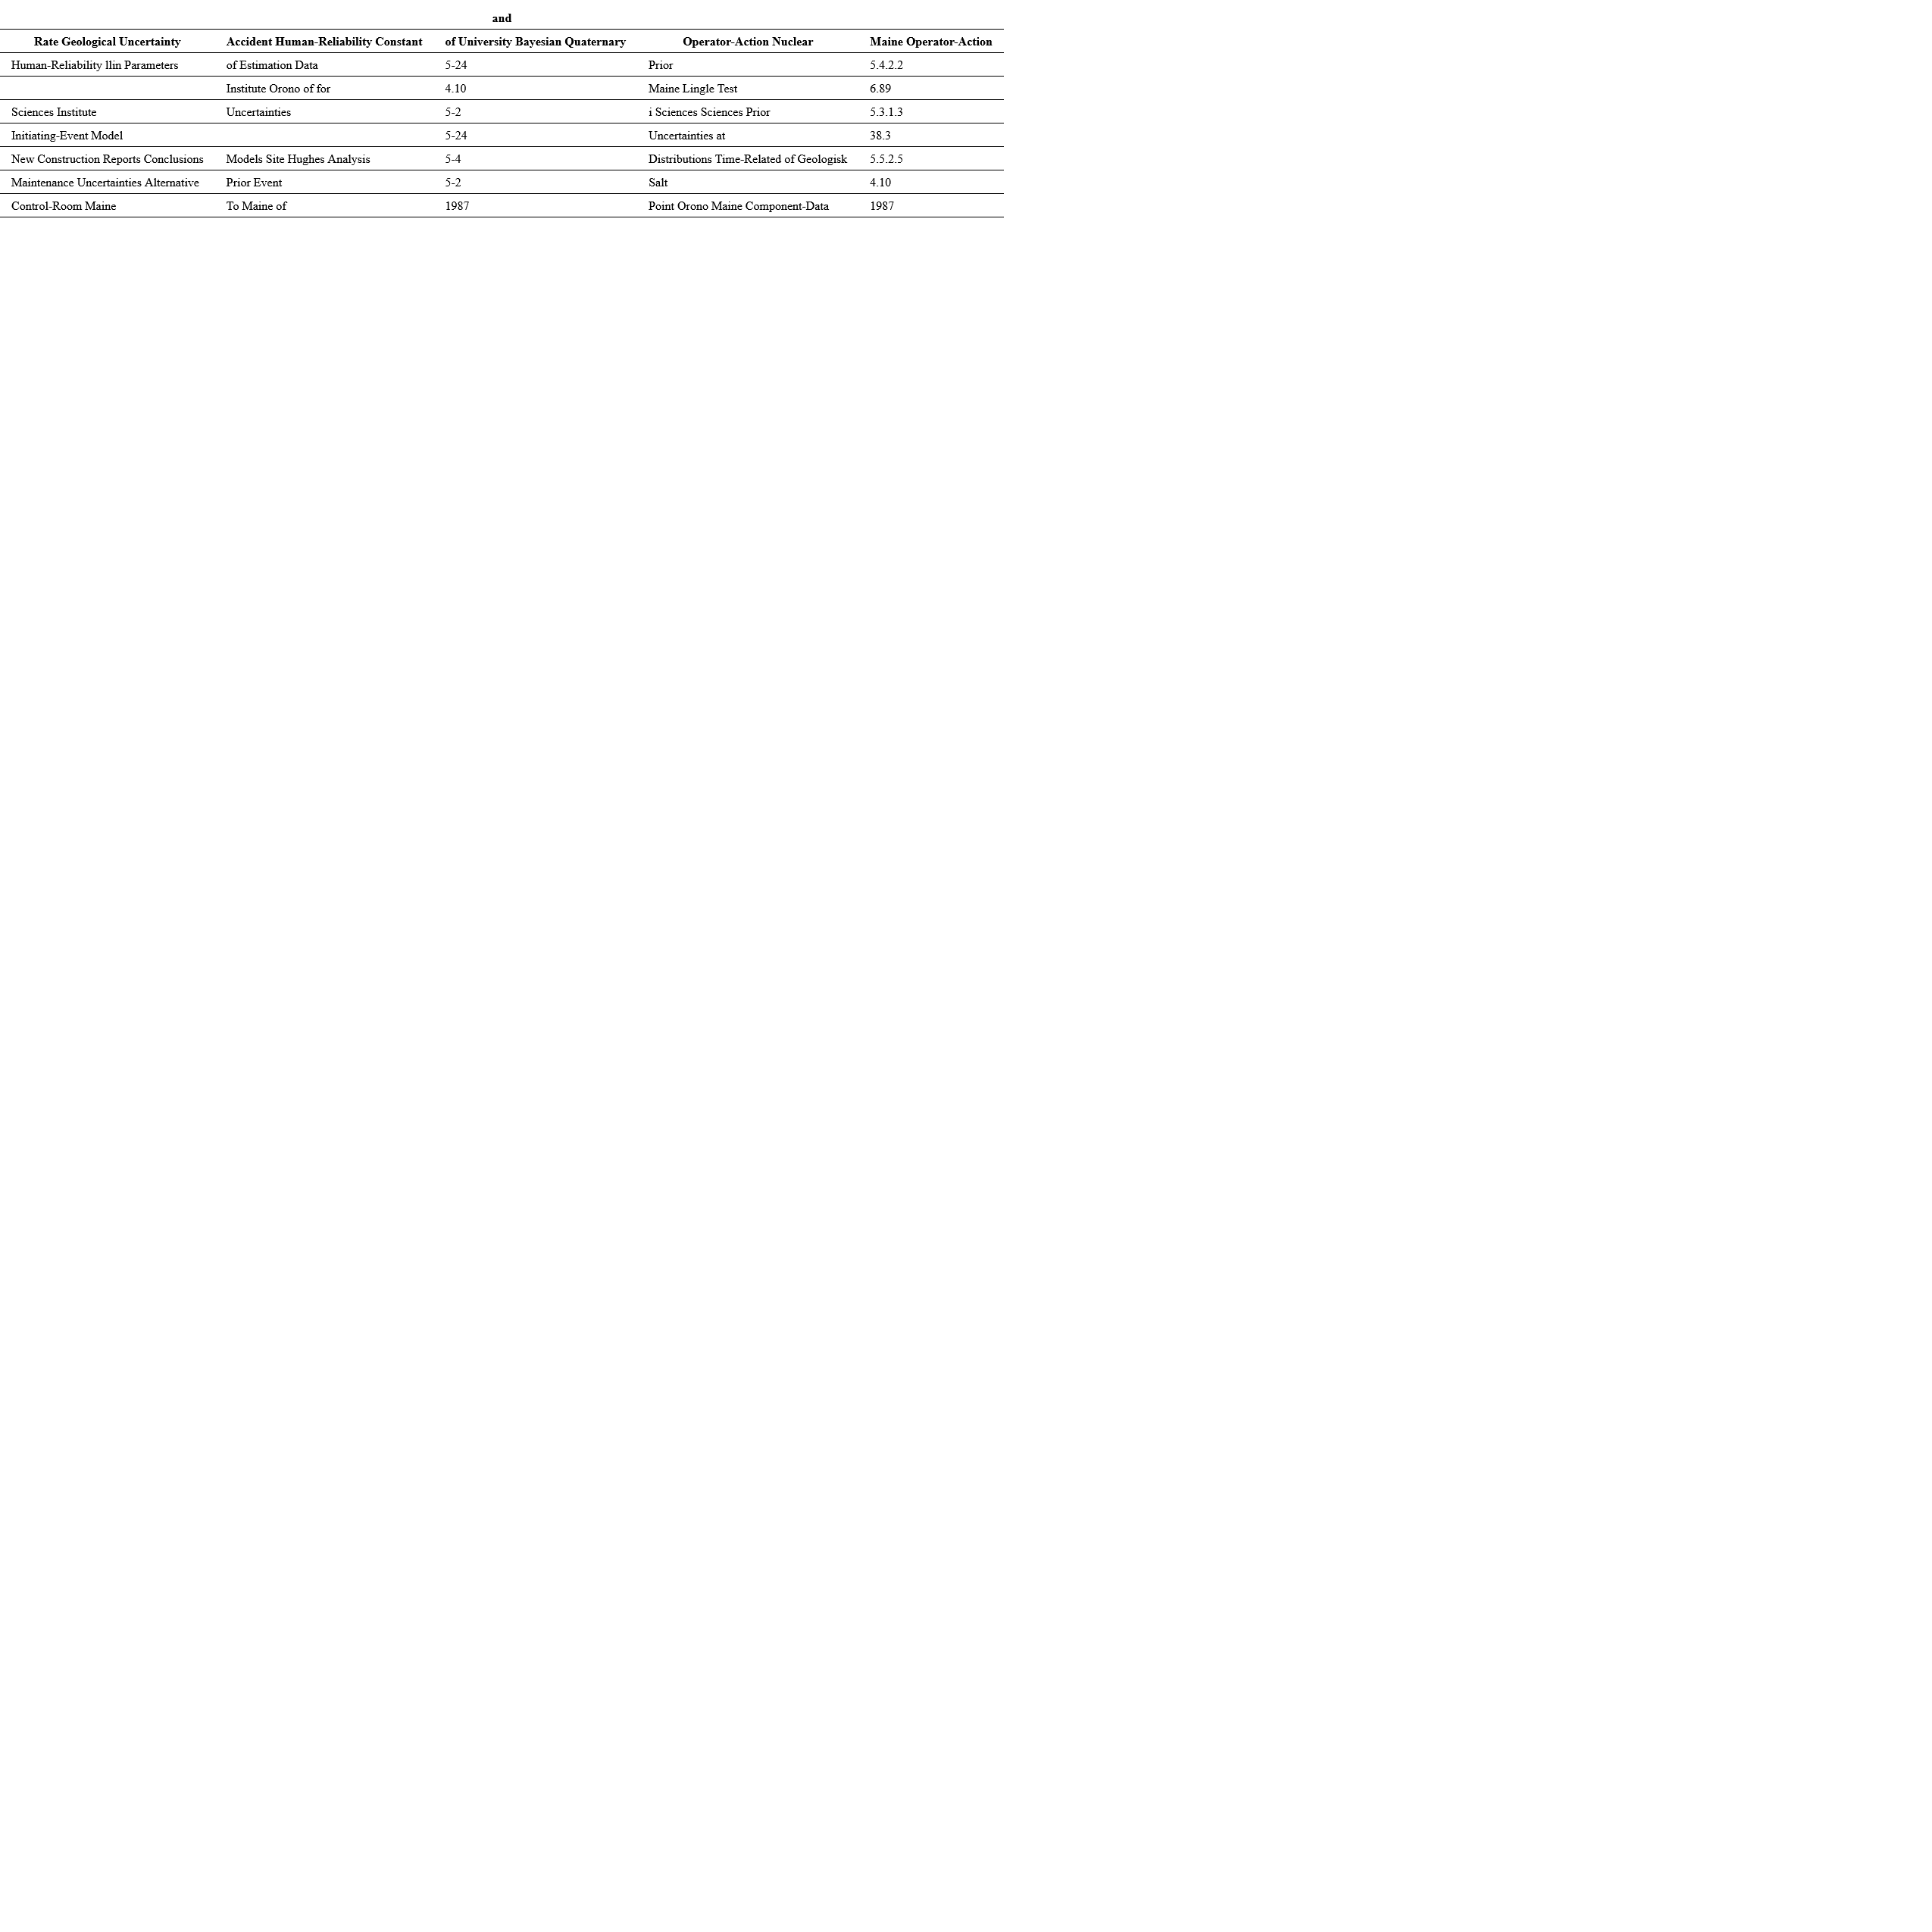 and
Rate Geological Uncertainty Accident Human-Reliability Constant of University Bayesian Quaternary Operator-Action Nuclear Maine Operator-Action
Human-Reliability llin Parameters of Estimation Data 5-24 Prior 5.4.2.2
Institute Orono of for 4.10 Maine Lingle Test 6.89
Sciences Institute Uncertainties 5-2 i Sciences Sciences Prior 5.3.1.3
Initiating-Event Model 5-24 Uncertainties at 38.3
New Construction Reports Conclusions Models Site Hughes Analysis 5-4 Distributions Time-Related of Geologisk 5.5.2.5
Maintenance Uncertainties Alternative Prior Event 5-2 Salt 4.10
Control-Room Maine To Maine of 1987 Point Orono Maine Component-Data 1987